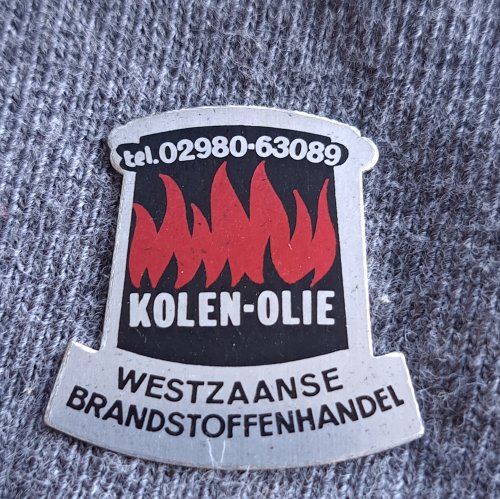 tel.02980-63089
KOLEN-OLIE
WESTZAANSE
BRANDSTOFFENHANDEL